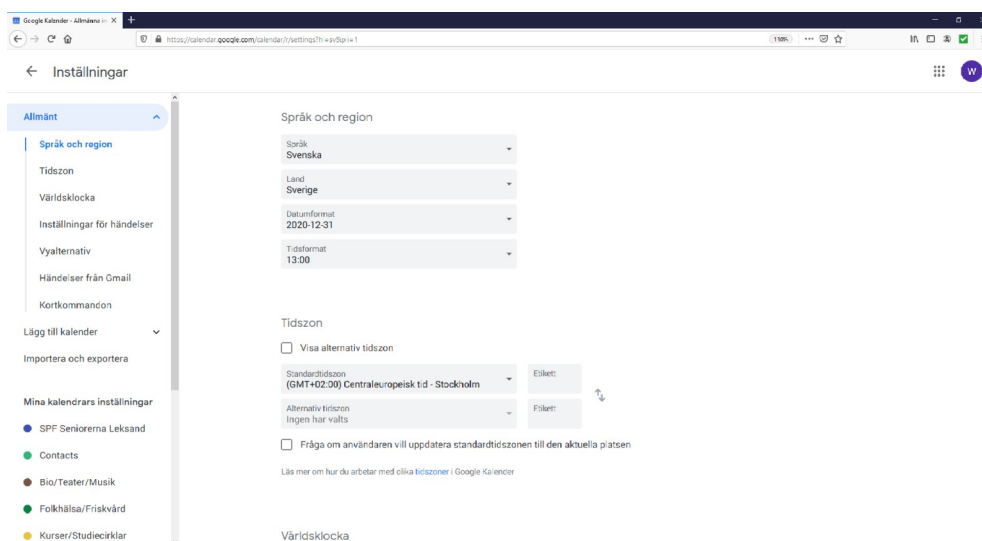 Google Kalender - Allmänna in
https://calendar.google.com/calendar/r/settings?hl=sv&pli=1
110%
Inställningar
W
Allmänt
Språk och region
Tidszon
Världsklocka
Inställningar för händelser
Vyalternativ
Händelser från Gmail
Kortkommandon
Lägg till kalender
Importera och exportera
Mina kalendrars inställningar
SPF Seniorerna Leksand
Contacts
Bio/Teater/Musik
Folkhälsa/Friskvård
Kurser/Studiecirklar
Språk och region
Språk
Svenska
Land
Sverige
Datumformat
2020-12-31
Tidsformat
13:00
Tidszon
Visa alternativ tidszon
Standardtidszon
(GMT+02:00) Centraleuropeisk tid - Stockholm
Etikett
Alternativ tidszon
Ingen har valts
Etikett
Fråga om användaren vill uppdatera standardtidszonen till den aktuella platsen
Läs mer om hur du arbetar med olika tidszoner i Google Kalender
Världsklocka